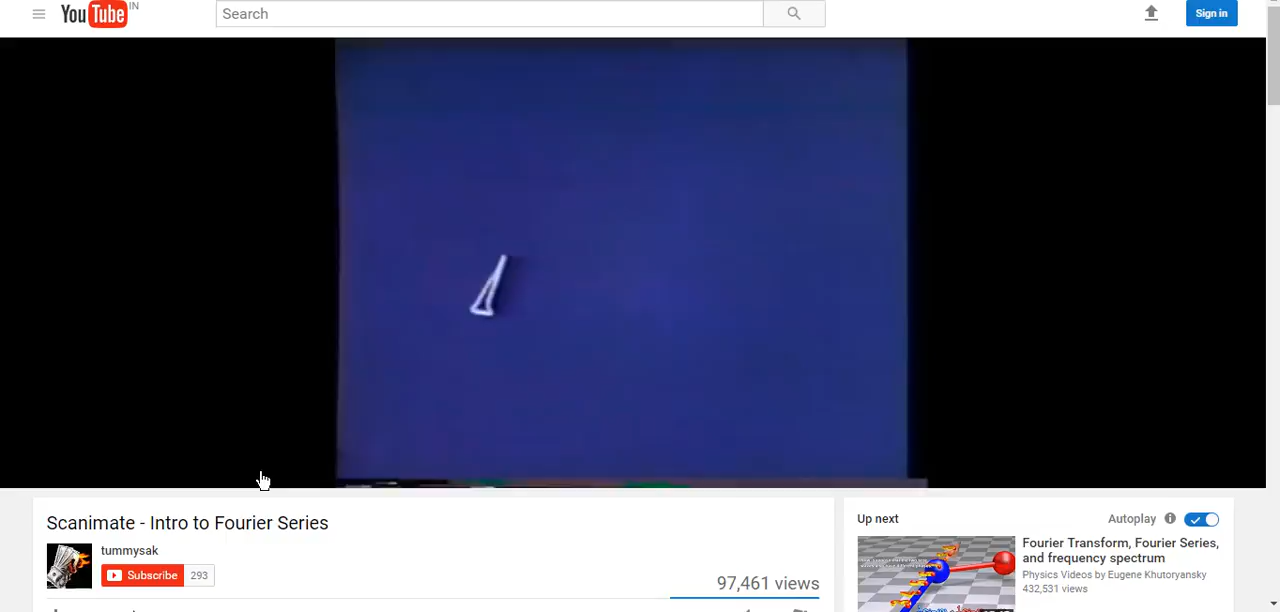 YouTube IN
Search
Sign in
Scanimate - Intro to Fourier Series
tummysak
Subscribe 293
97,461 views
Up next
Autoplay
Fourier Transform, Fourier Series,
and frequency spectrum
Physics Videos by Eugene Khutoryansky
432,531 views